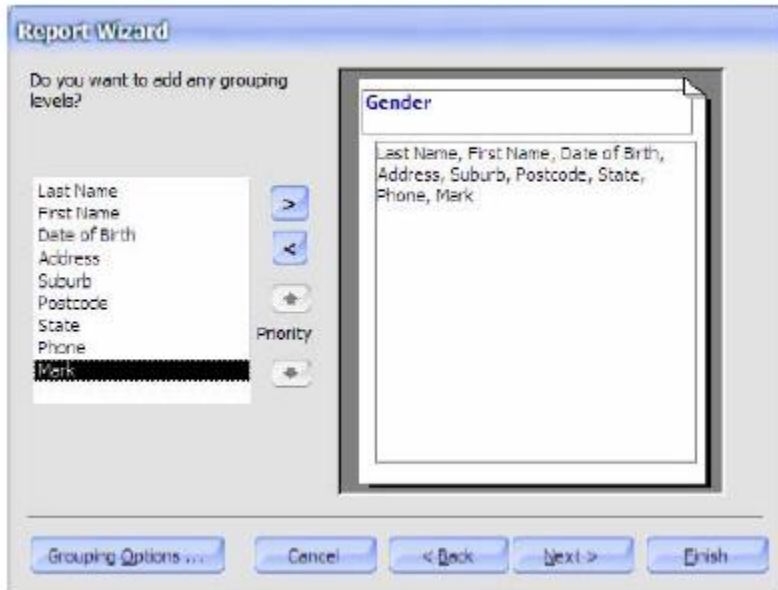 Report Wizard
Do you want to add any grouping
levels?
Last Name
First Name
Date of Birth
Address
Suburb
Postcode
State
Phone
Mark
>
<
Priority
Gender
Last Name, First Name, Date of Birth,
Address, Suburb, Postcode, State,
Phone, Mark
Grouping Options ...
Cancel
< Back
Next >
Finish